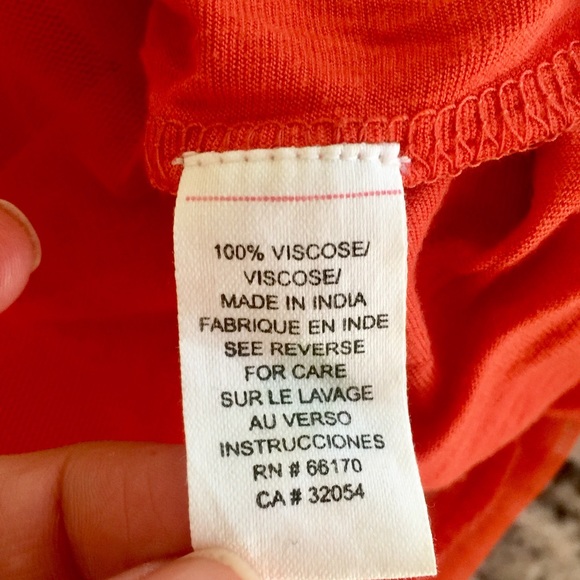 100% VISCOSE/
VISCOSE/
MADE IN INDIA
FABRIQUE EN INDE
SEE REVERSE
FOR CARE
SUR LE LAVAGE
AU VERSO
INSTRUCCIONES
RN # 66170
CA # 32054